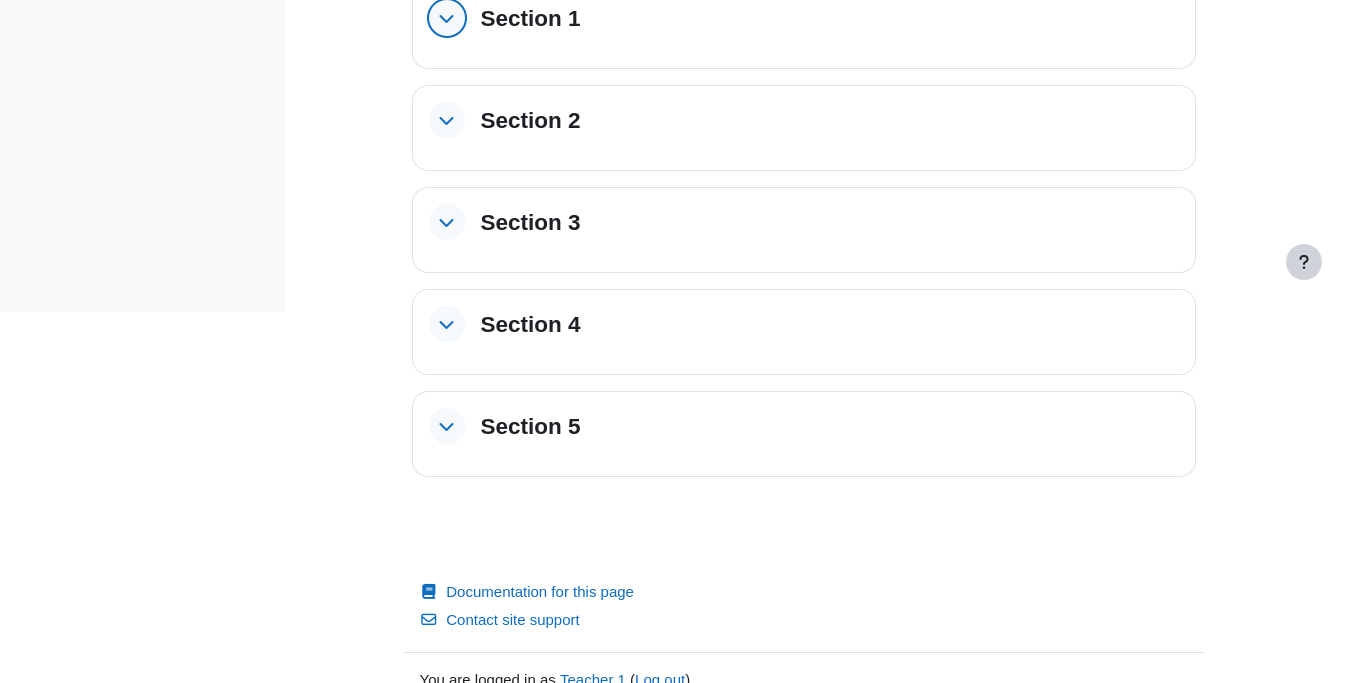 Section 1
Section 2
Section 3
?
Section 4
Section 5
Documentation for this page
Contact site support
You are logged in as Teacher 1 (Log out)